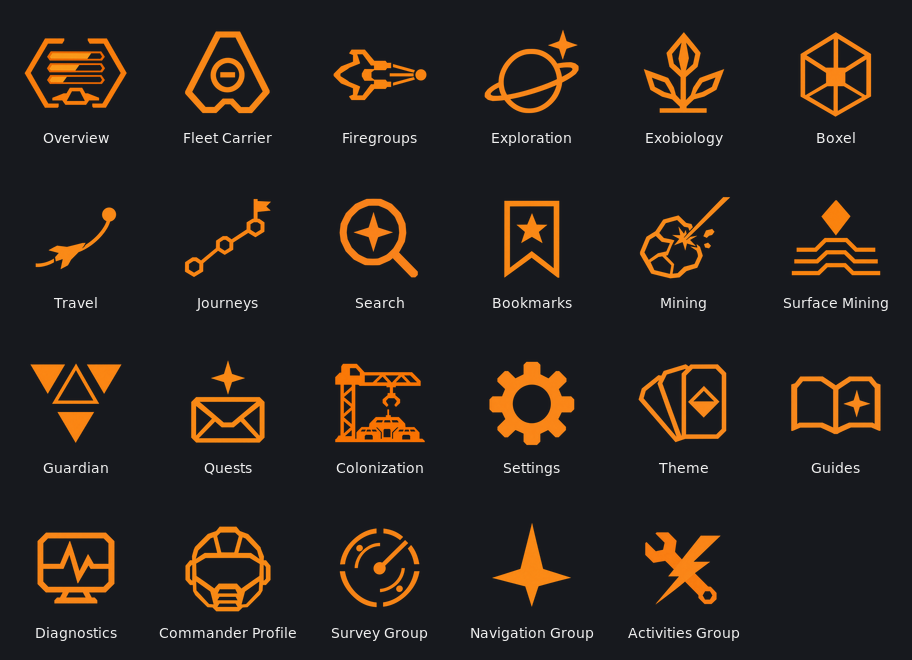 Overview
Fleet Carrier
Firegroups
Exploration
Exobiology
Boxel
Travel
Journeys
Search
Bookmarks
Mining
Surface Mining
Guardian
Quests
Colonization
Settings
Theme
Guides
Diagnostics
Commander Profile
Survey Group
Navigation Group
Activities Group